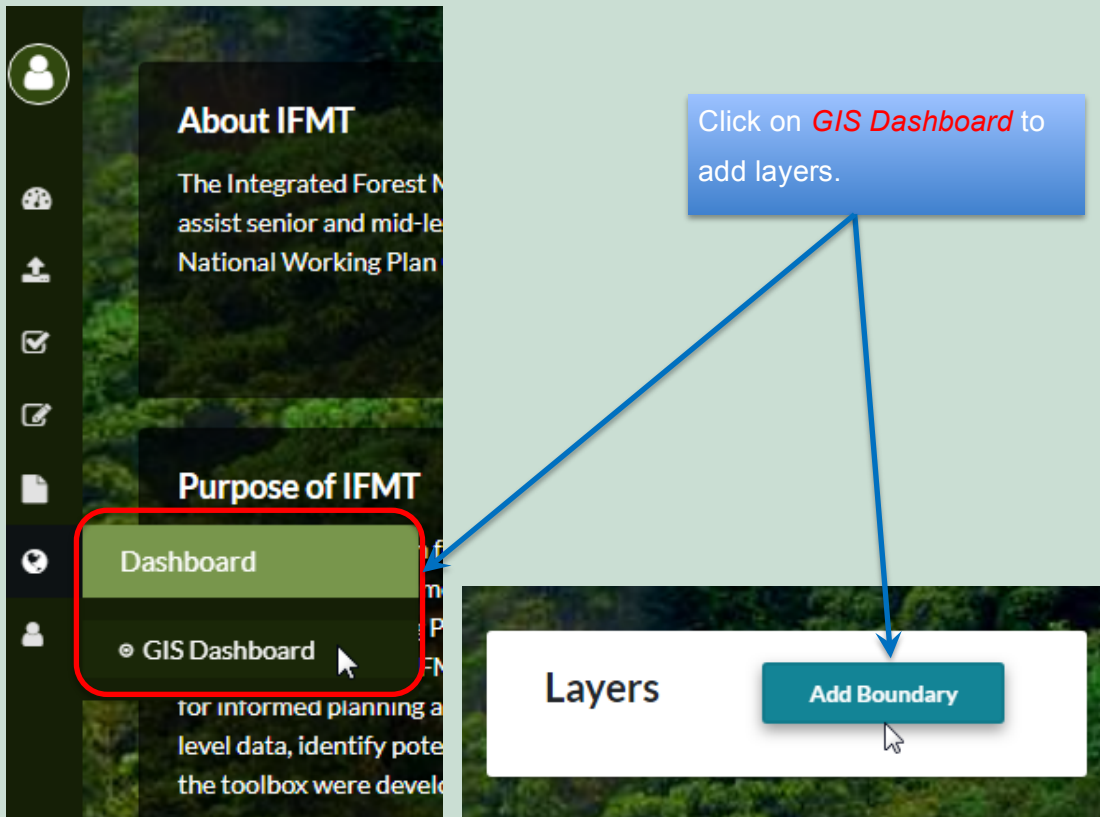 About IFMT
The Integrated Forest
assist senior and mid-le
National Working Plan
Purpose of IFMT
Dashboard
GIS Dashboard
for informed planning a
level data, identify pote
the toolbox were develo
Click on GIS Dashboard to
add layers.
Layers
Add Boundary